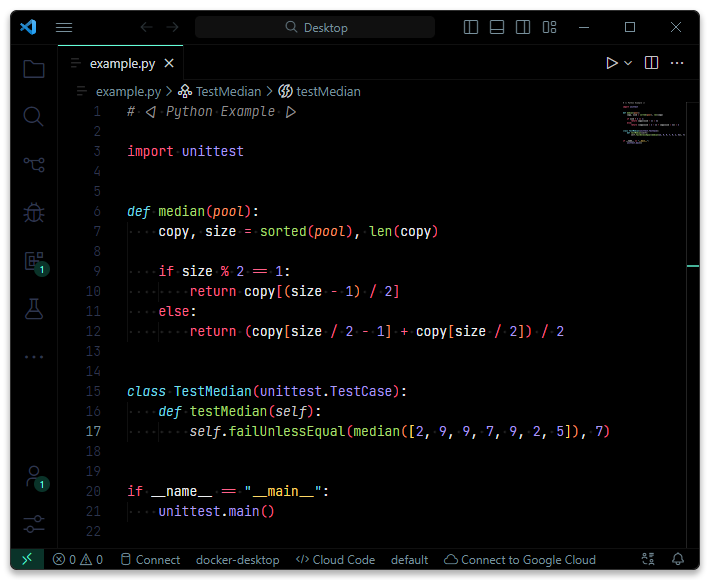 Desktop
example.py
example.py > TestMedian > testMedian
1 # ◁ Python Example ▷
2
3 import unittest
4
5
6 def median(pool):
7 copy, size = sorted(pool), len(copy)
8
9 if size % 2 == 1:
10 return copy[(size - 1) / 2]
11 else:
12 return (copy[size / 2 - 1] + copy[size / 2]) / 2
13
14
15 class TestMedian(unittest.TestCase):
16 def testMedian(self):
17 self.failUnlessEqual(median([2, 9, 9, 7, 9, 2, 5]), 7)
18
19
20 if __name__ == "__main__":
21 unittest.main()
22
1
1
0 0 Connect docker-desktop </> Cloud Code default Connect to Google Cloud